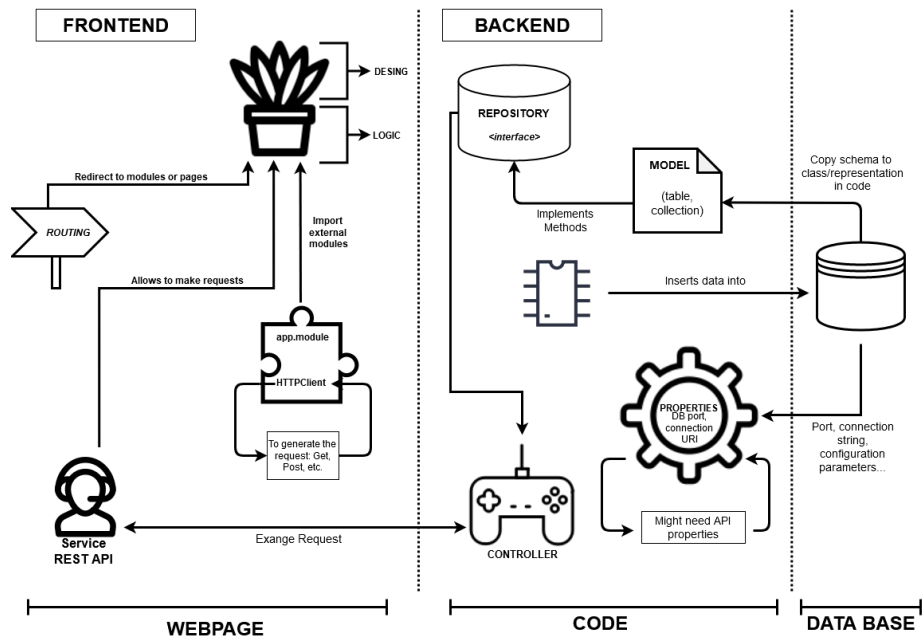 FRONTEND
BACKEND
DESING
LOGIC
REPOSITORY
<interface>
MODEL
(table,
collection)
Copy schema to
class/representation
in code
Redirect to modules or pages
ROUTING
Import
external
modules
Implements
Methods
Allows to make requests
Inserts data into
app.module
HTTPClient
To generate the
request: Get,
Post, etc.
PROPERTIES
DB port,
connection
URI
Port, connection
string,
configuration
parameters...
Might need API
properties
Service
REST API
Exange Request
CONTROLLER
WEBPAGE
CODE
DATA BASE